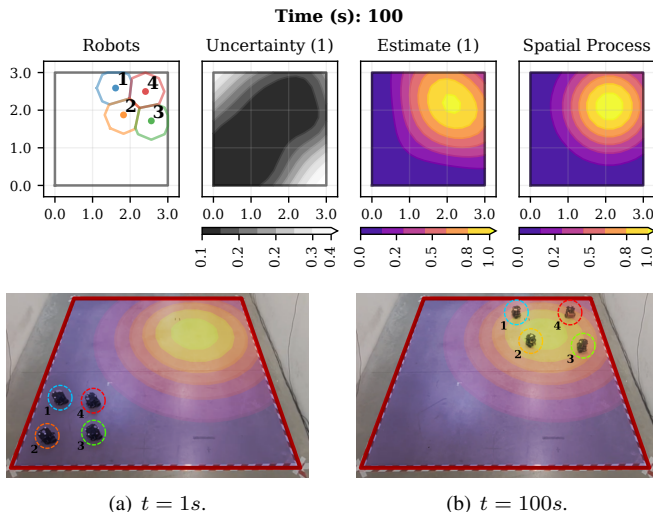 Time (s): 100
Robots
Uncertainty (1)
Estimate (1)
Spatial Process
3.0
2.0
1.0
0.0
1
4
2
3
0.0 1.0 2.0 3.0
0.0 1.0 2.0 3.0
0.0 1.0 2.0 3.0
0.0 1.0 2.0 3.0
0.1 0.2 0.3 0.4
0.0 0.2 0.5 0.8 1.0
0.0 0.2 0.5 0.8 1.0
1
4
2
3
1
4
2
3
(a) t = 1s.
(b) t = 100s.